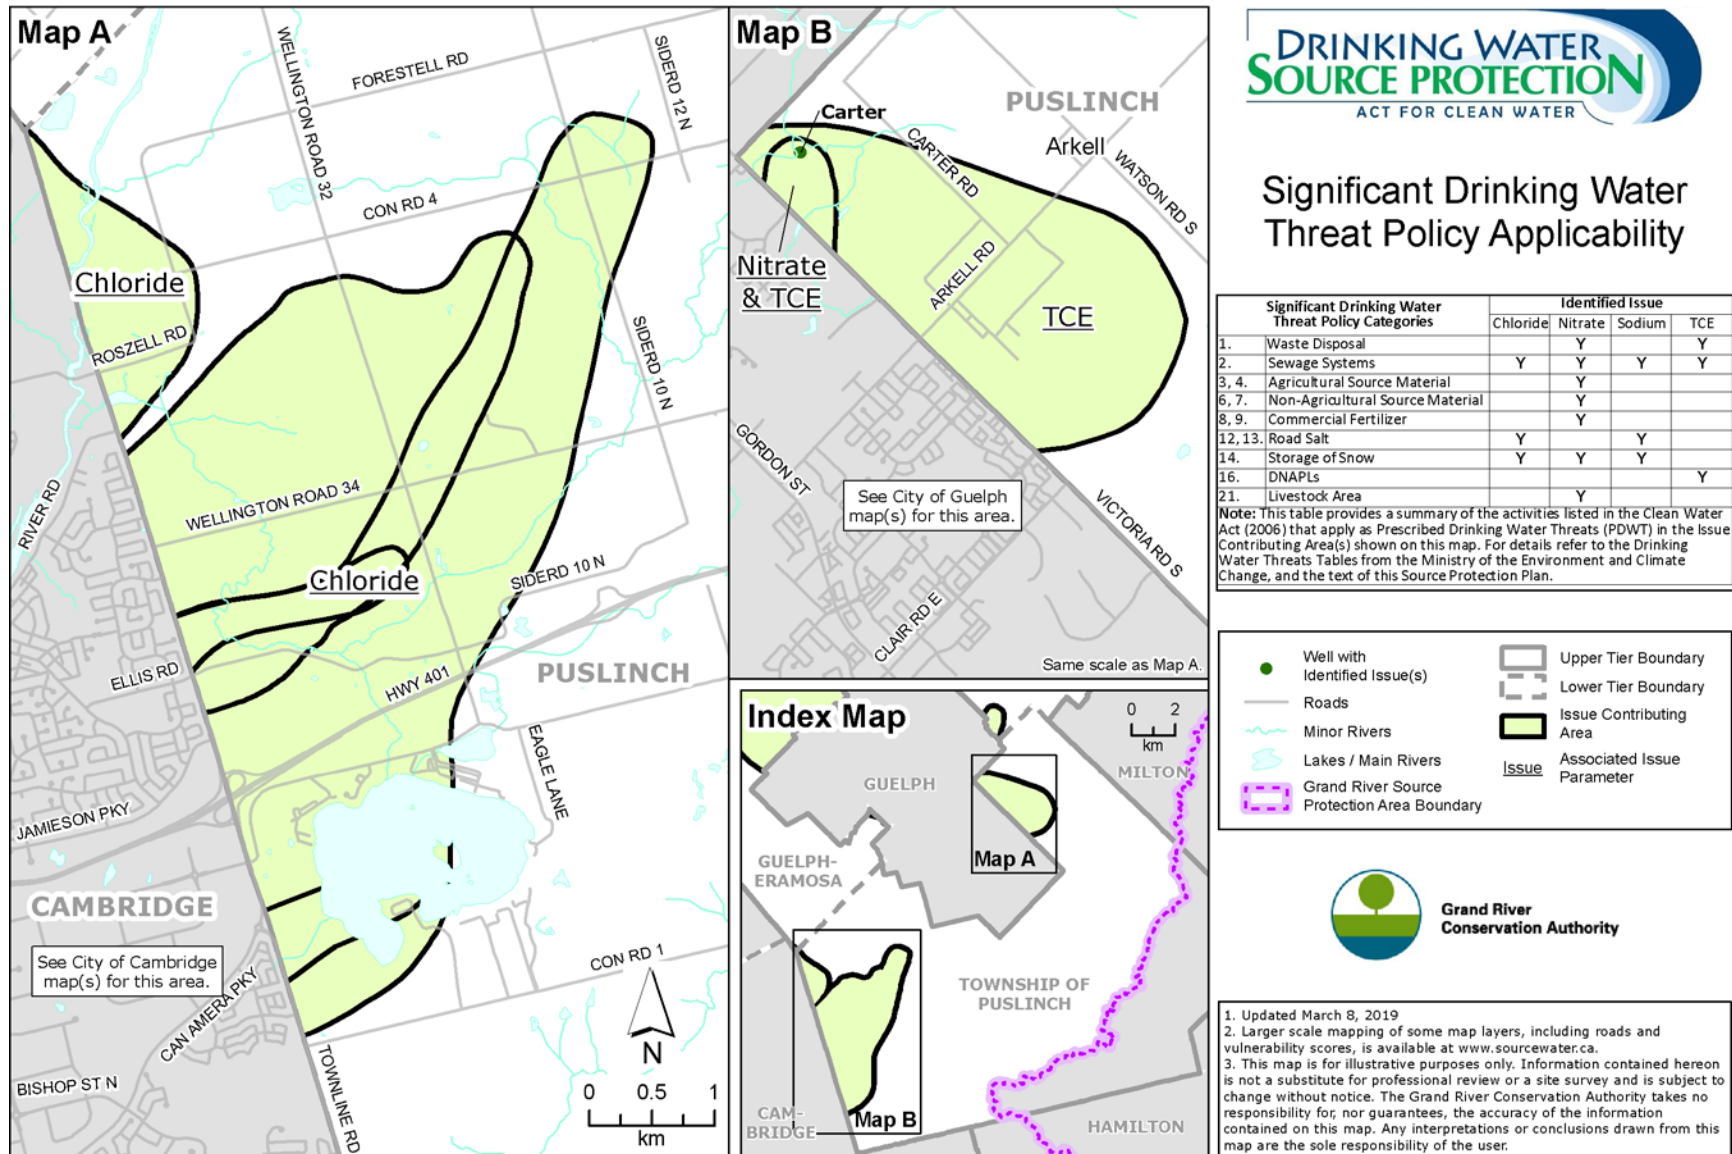 Map A
WELLINGTON ROAD 32
FORESTELL RD
SIDERD 12 N
CON RD 4
Chloride
ROSZELL RD
SIDERD 10 N
RIVER RD
WELLINGTON ROAD 34
Chloride
SIDERD 10 N
ELLIS RD
HWY 401
PUSLINCH
EAGLE LANE
JAMIESON PKY
CAMBRIDGE
See City of Cambridge
map(s) for this area.
CAN AMERA PKY
CON RD 1
BISHOP ST N
TOWNLINE RD
N
0 0.5 1
km
Map B
Carter
PUSLINCH
Arkell
CARTER RD
WATSON RD S
Nitrate
& TCE
ARKELL RD
TCE
GORDON ST
See City of Guelph
map(s) for this area.
VICTORIA RD S
CLAIR RD E
Same scale as Map A.
Index Map
0 2
km
GUELPH
MILTON
Map A
GUELPH-
ERAMOSA
TOWNSHIP OF
PUSLINCH
CAM-
BRIDGE
Map B
HAMILTON
DRINKING WATER
SOURCE PROTECTION
ACT FOR CLEAN WATER
Significant Drinking Water
Threat Policy Applicability
Significant Drinking Water
Threat Policy Categories
Identified Issue
Chloride Nitrate Sodium TCE
1. Waste Disposal Y Y
2. Sewage Systems Y Y Y Y
3, 4. Agricultural Source Material Y
6, 7. Non-Agricultural Source Material Y
8, 9. Commercial Fertilizer Y
12, 13. Road Salt Y Y
14. Storage of Snow Y Y Y
16. DNAPLs Y
21. Livestock Area Y
Note: This table provides a summary of the activities listed in the Clean Water
Act (2006) that apply as Prescribed Drinking Water Threats (PDWT) in the Issue
Contributing Area(s) shown on this map. For details refer to the Drinking
Water Threats Tables from the Ministry of the Environment and Climate
Change, and the text of this Source Protection Plan.
Well with
Identified Issue(s)
Roads
Minor Rivers
Lakes / Main Rivers
Grand River Source
Protection Area Boundary
Upper Tier Boundary
Lower Tier Boundary
Issue Contributing
Area
Issue
Associated Issue
Parameter
Grand River
Conservation Authority
1. Updated March 8, 2019
2. Larger scale mapping of some map layers, including roads and
vulnerability scores, is available at www.sourcewater.ca.
3. This map is for illustrative purposes only. Information contained hereon
is not a substitute for professional review or a site survey and is subject to
change without notice. The Grand River Conservation Authority takes no
responsibility for, nor guarantees, the accuracy of the information
contained on this map. Any interpretations or conclusions drawn from this
map are the sole responsibility of the user.